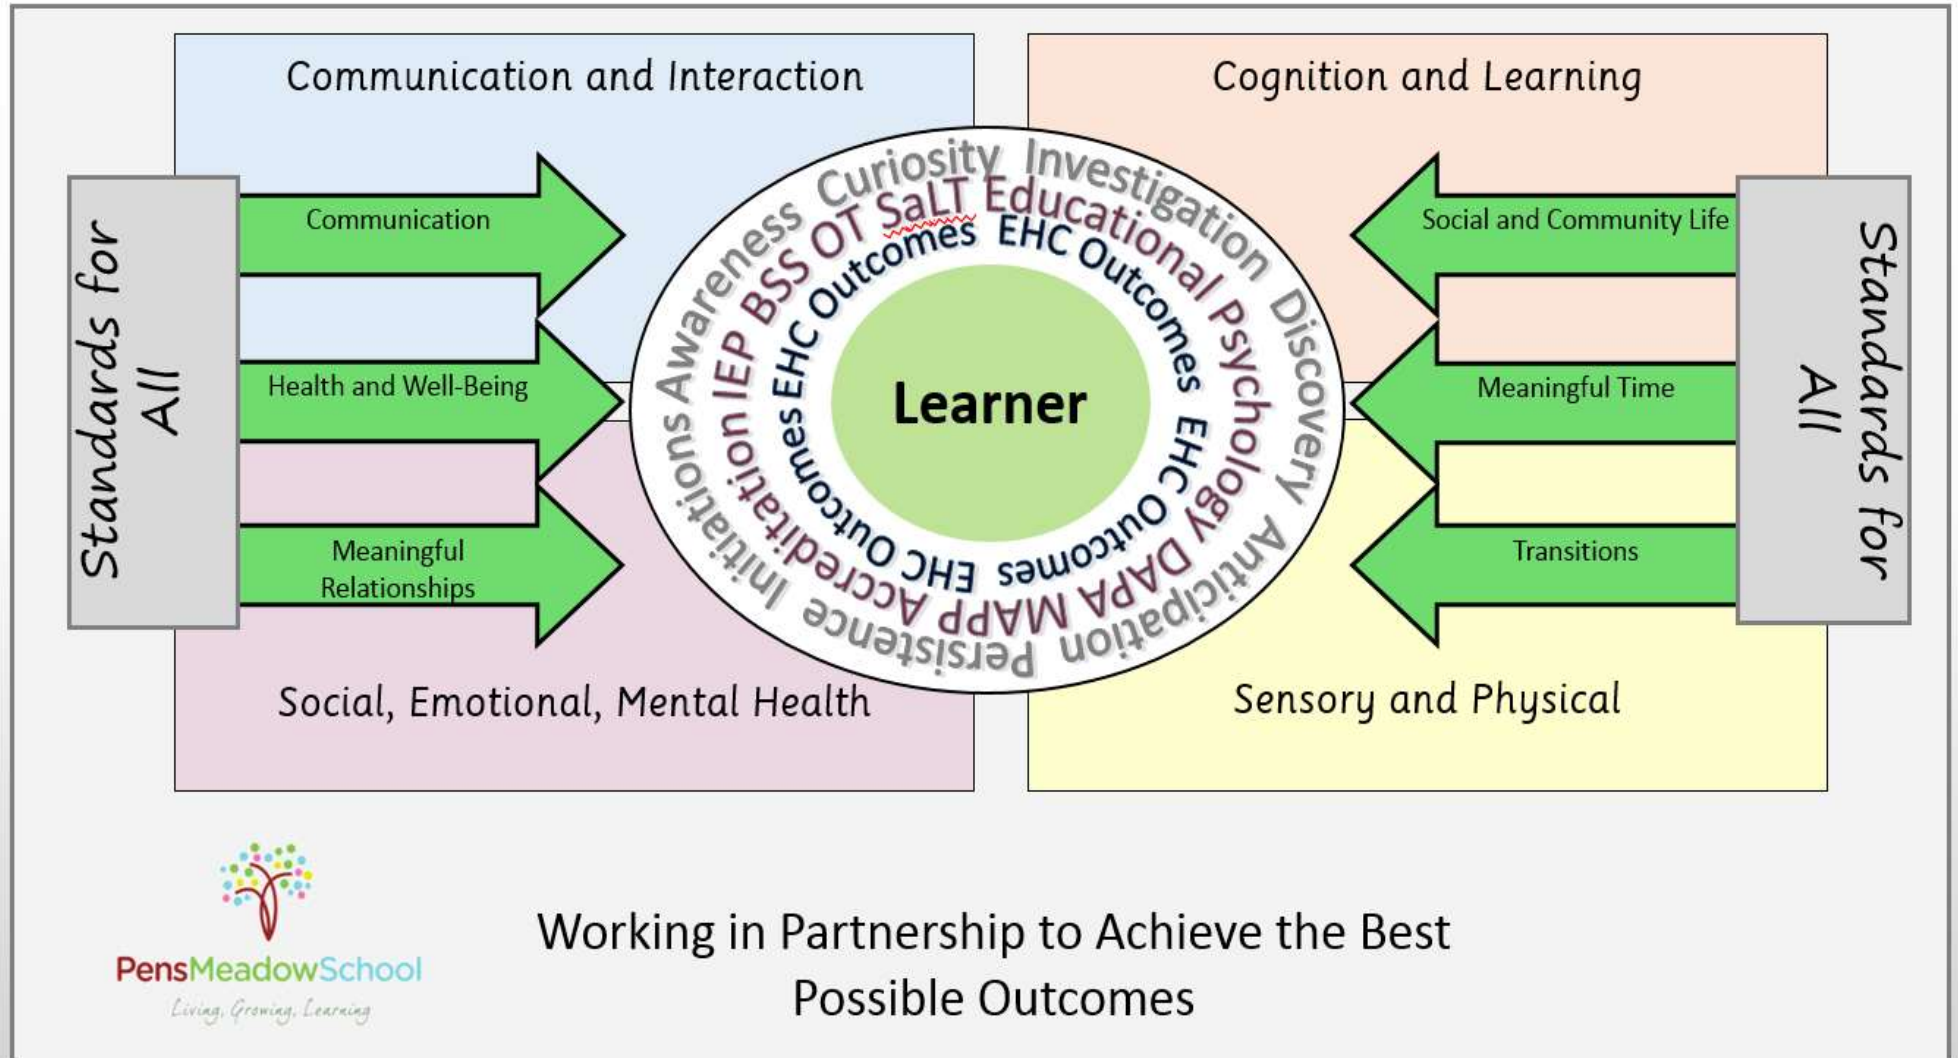 Communication and Interaction
Cognition and Learning
Standards for
All
Communication
Health and Well-Being
Meaningful
Relationships
Awareness Curiosity Investigation Discovery Anticipation Persistence Initiations
IEP BSS OT SaLT Educational Psychology DAPA MAPP Accreditation
EHC Outcomes EHC Outcomes EHC Outcomes EHC Outcomes
Learner
Social and Community Life
Meaningful Time
Transitions
Standards for
All
Social, Emotional, Mental Health
Sensory and Physical
PensMeadowSchool
Living, Growing, Learning
Working in Partnership to Achieve the Best
Possible Outcomes